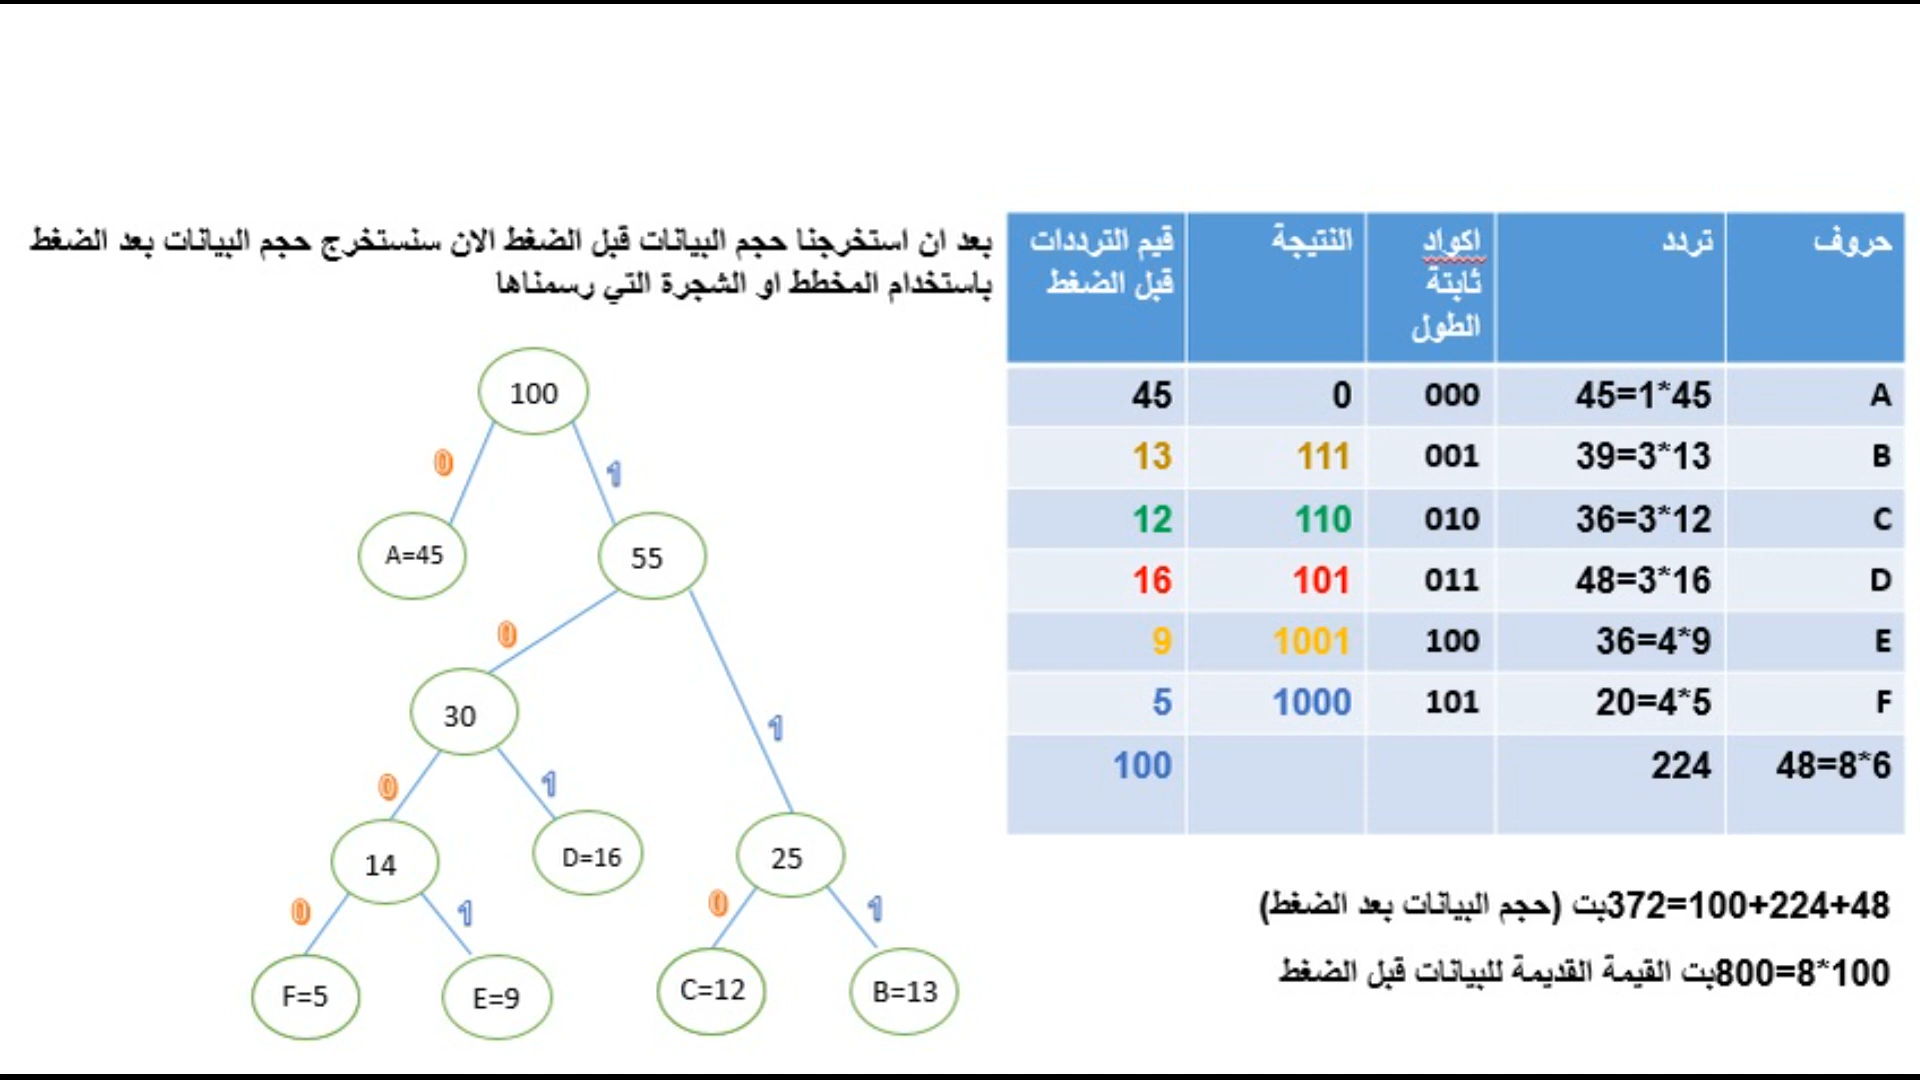 بعد ان استخرجنا حجم البيانات قبل الضغط الان سنستخرج حجم البيانات بعد الضغط
باستخدام المخطط او الشجرة التي رسمناها
حروف تردد اكواد ثابتة الطول النتيجة قيم الترددات قبل الضغط
A 45=1*45 000 0 45
B 39=3*13 001 111 13
C 36=3*12 010 110 12
D 48=3*16 011 101 16
E 36=4*9 100 1001 9
F 20=4*5 101 1000 5
48=8*6 224 100
372=100+224+48بت (حجم البيانات بعد الضغط)
800=8*100بت القيمة القديمة للبيانات قبل الضغط
100
0 1
A=45 55
0 1
30
0 1
14 D=16 25
0 1 0 1
F=5 E=9 C=12 B=13